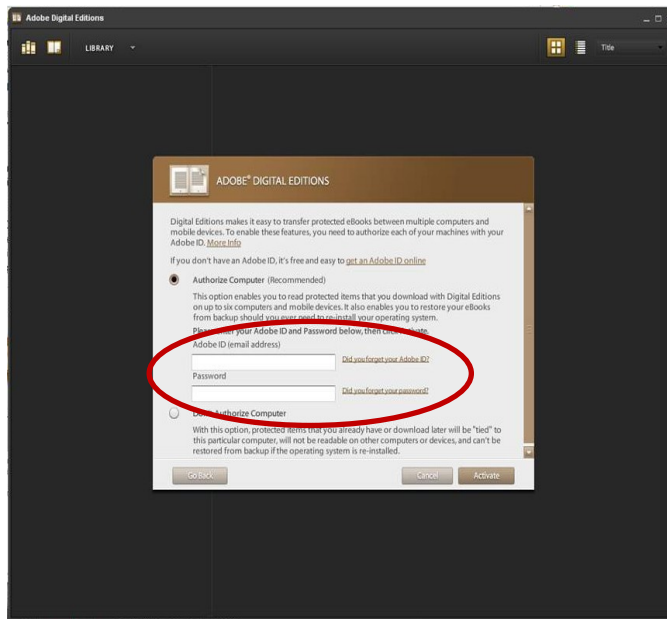 Adobe Digital Editions
LIBRARY
Title
ADOBE® DIGITAL EDITIONS
Digital Editions makes it easy to transfer protected eBooks between multiple computers and
mobile devices. To enable these features, you need to authorize each of your machines with your
Adobe ID. More Info
If you don't have an Adobe ID, it's free and easy to get an Adobe ID online
Authorize Computer (Recommended)
This option enables you to read protected items that you download with Digital Editions
on up to six computers and mobile devices. It also enables you to restore your eBooks
from backup should you ever need to re-install your operating system.
Please enter your Adobe ID and Password below, then click Activate.
Adobe ID (email address)
Did you forget your Adobe ID?
Password
Did you forget your password?
Don't Authorize Computer
With this option, protected items that you already have or download later will be "tied" to
this particular computer, will not be readable on other computers or devices, and can't be
restored from backup if the operating system is re-installed.
Go Back
Cancel
Activate